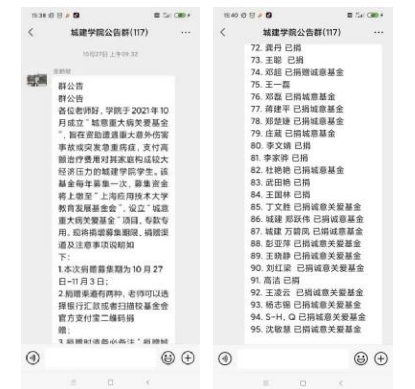 15:38
城建学院公告群(117)
10月27日 上午09:32
群公告
群公告
各位老师好，学院于2021年10
月成立"城意重大病关爱基金
"，旨在资助遭遇重大意外伤害
事故或突发急重病症，支付高
额治疗费用对其家庭构成较大
经济压力的城建学院学生。该
基金每年募集一次，募集资金
将上缴至"上海应用技术大学
教育发展基金会"，设立"城意
重大病关爱基金"项目，专款专
用。现将捐赠募集期限、捐赠渠
道及注意事项说明如
下：
1.本次捐赠募集期为10月27
日-11月3日；
2.捐赠渠道有两种，老师可以选
择银行汇款或者扫描校基金会
官方支付宝二维码捐
赠；
15:40
城建学院公告群(117)
72. 龚丹 已捐
73. 王聪 已捐
74. 邓超 已捐赠诚意基金
75. 王一磊
76. 邓磊 已捐城意基金
77. 蒋建平 已捐城意基金
78. 郑楚婕 已捐城意基金
79. 庄葳 已捐城意基金
80. 李文婧 已捐
81. 李家骅 已捐
82. 杜艳艳 已捐城意基金
83. 武田艳 已捐
84. 王国林 已捐
85. 丁文胜 已捐城意关爱基金
86. 城建 郑跃伟 已捐诚意基金
87. 城建 万碧凤 已捐诚意基金
88. 彭亚萍 已捐诚意关爱基金
89. 王晓静 已捐诚意关爱基金
90. 刘红梁 已捐城意关爱基金
91. 高洁 已捐
92. 王凌云 已捐诚意关爱基金
93. 杨志锡 已捐诚意关爱基金
94. S-H, Q 已捐诚意关爱基金
95. 沈敏慧 已捐诚意关爱基金